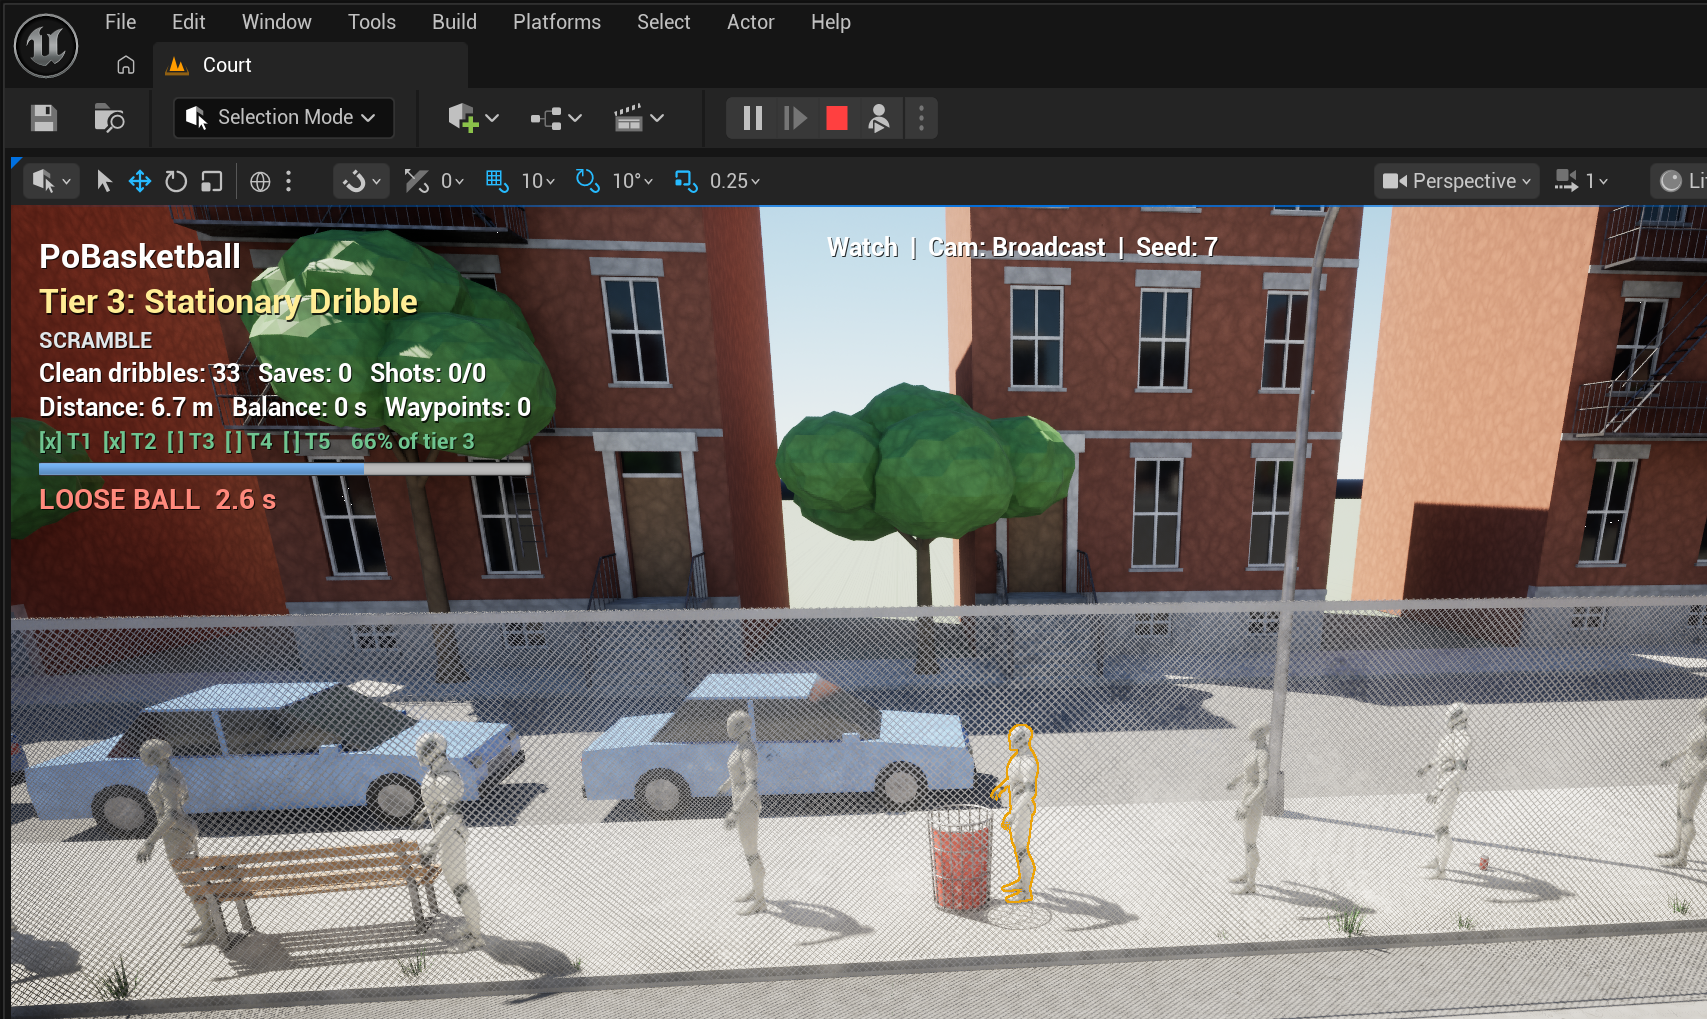 File Edit Window Tools Build Platforms Select Actor Help
Court
Selection Mode
0 10 10° 0.25 Perspective 1
PoBasketball
Watch | Cam: Broadcast | Seed: 7
Tier 3: Stationary Dribble
SCRAMBLE
Clean dribbles: 33 Saves: 0 Shots: 0/0
Distance: 6.7 m Balance: 0 s Waypoints: 0
[x] T1 [x] T2 [ ] T3 [ ] T4 [ ] T5 66% of tier 3
LOOSE BALL 2.6 s